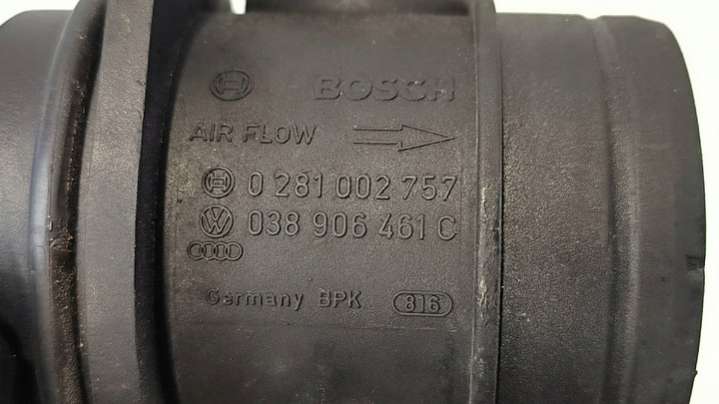 BOSCH
AIR FLOW
0 281 002 757
038 906 461 C
Germany BPK 816